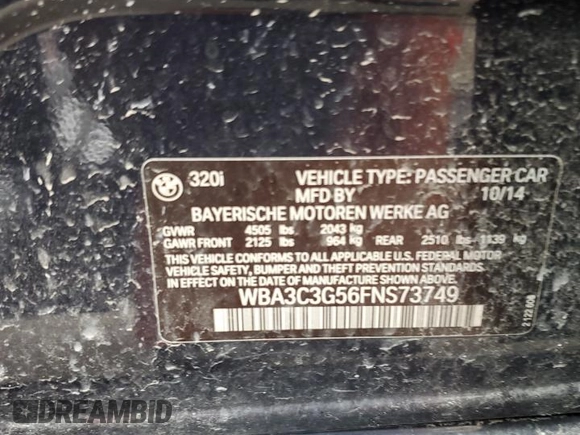 320i VEHICLE TYPE: PASSENGER CAR
MFD BY 10/14
BAYERISCHE MOTOREN WERKE AG
GVWR 4505 lbs 2043 kg
GAWR FRONT 2125 lbs 964 kg REAR 2510 lbs 1139 kg
THIS VEHICLE CONFORMS TO ALL APPLICABLE U.S. FEDERAL MOTOR
VEHICLE SAFETY, BUMPER AND THEFT PREVENTION STANDARDS
IN EFFECT ON THE DATE OF MANUFACTURE SHOWN ABOVE.
WBA3C3G56FNS73749
DREAMBID